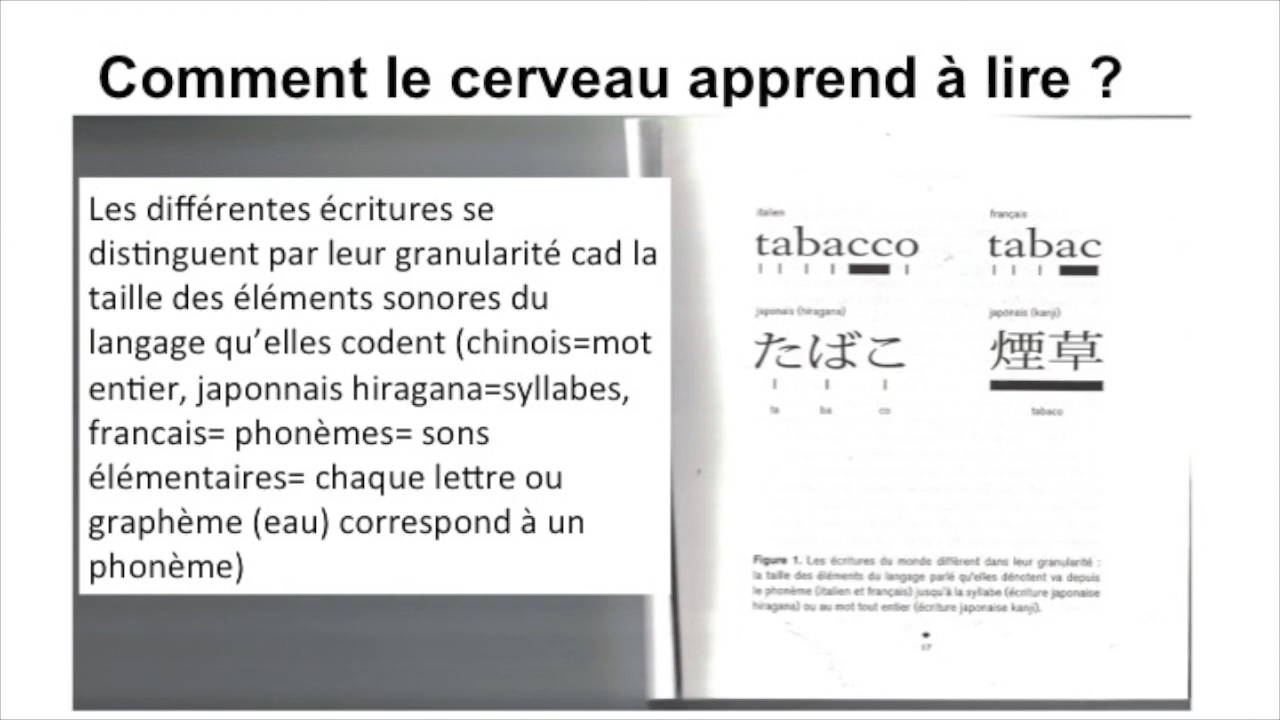 Comment le cerveau apprend à lire ?
Les différentes écritures se
distinguent par leur granularité cad la
taille des éléments sonores du
langage qu’elles codent (chinois=mot
entier, japonnais hiragana=syllabes,
francais= phonèmes= sons
élémentaires= chaque lettre ou
graphème (eau) correspond à un
phonème)
italien
tabacco
français
tabac
japonais (hiragana)
たばこ
ta ba co
japonais (kanji)
煙草
tabaco
Figure 1. Les écritures du monde diffèrent dans leur granularité :
la taille des éléments du langage parlé qu'elles dénotent va depuis
le phonème (italien et français) jusqu'à la syllabe (écriture japonaise
hiragana) ou au mot tout entier (écriture japonaise kanji).
17